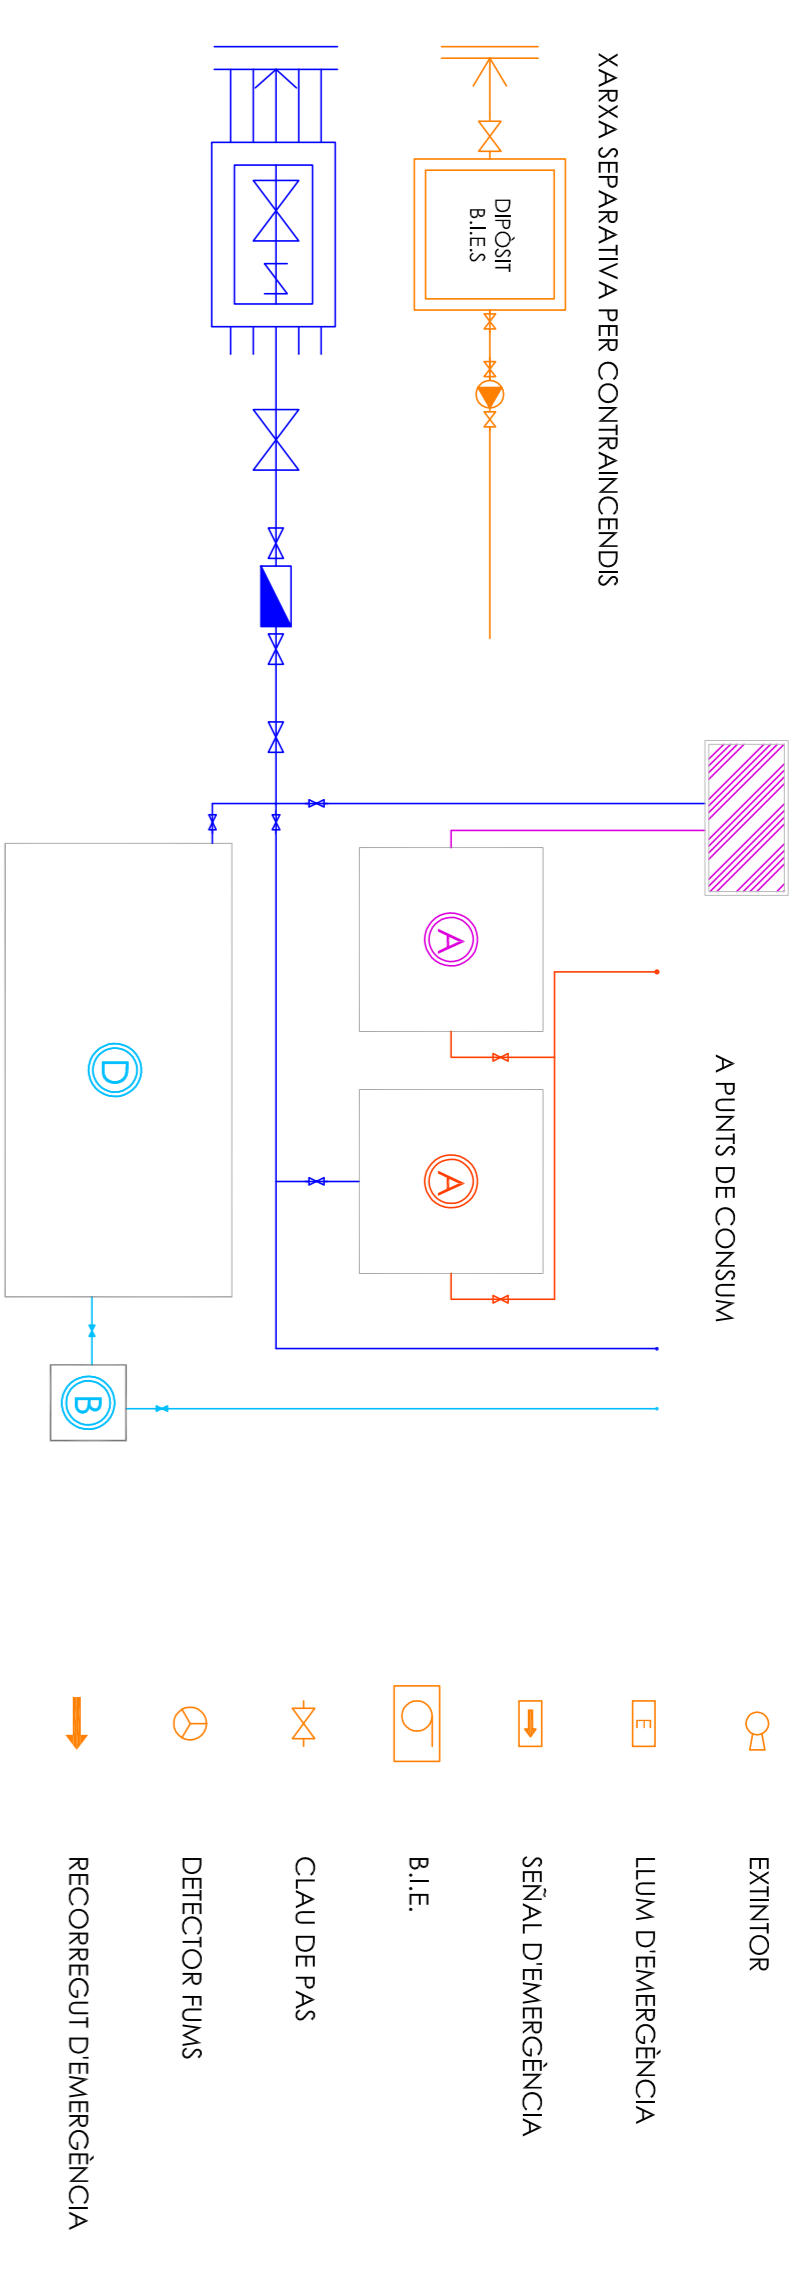 XARXA SEPARATIVA PER CONTRAINCENDIS
DIPÒSIT
B.I.E.S
A PUNTS DE CONSUM
A
A
D
B
EXTINTOR
E
LLUM D'EMERGÈNCIA
SEÑAL D'EMERGÈNCIA
B.I.E.
CLAU DE PAS
DETECTOR FUMS
RECORREGUT D'EMERGÈNCIA